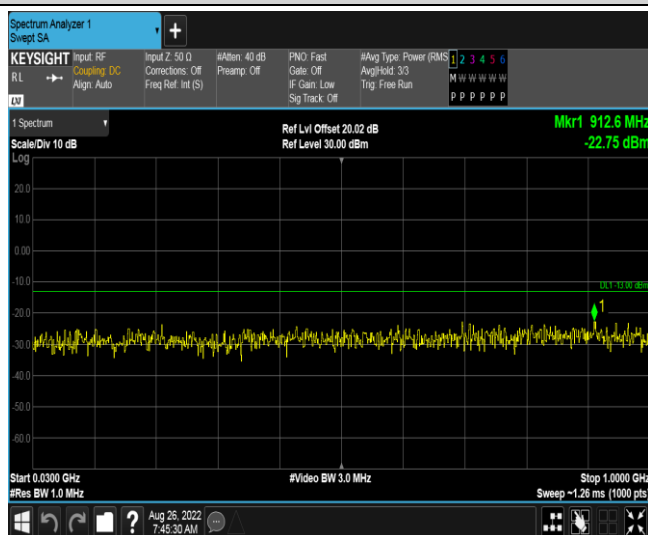 Spectrum Analyzer 1
Swept SA
+
KEYSIGHT
RL
LXI
Input: RF
Coupling: DC
Align: Auto
Input Z: 50 Ω
Corrections: Off
Freq Ref: Int (S)
#Atten: 40 dB
Preamp: Off
PNO: Fast
Gate: Off
IF Gain: Low
Sig Track: Off
#Avg Type: Power (RMS
Avg|Hold: 3/3
Trig: Free Run
1 2 3 4 5 6
M W W W W W
P P P P P P
1 Spectrum
Scale/Div 10 dB
Ref Lvl Offset 20.02 dB
Ref Level 30.00 dBm
Mkr1 912.6 MHz
-22.75 dBm
Log
20.0
10.0
0.00
-10.0
DL1 -13.00 dBm
1
-20.0
-30.0
-40.0
-50.0
-60.0
Start 0.0300 GHz
#Res BW 1.0 MHz
#Video BW 3.0 MHz
Stop 1.0000 GHz
Sweep ~1.26 ms (1000 pts)
?
Aug 26, 2022
7:45:30 AM